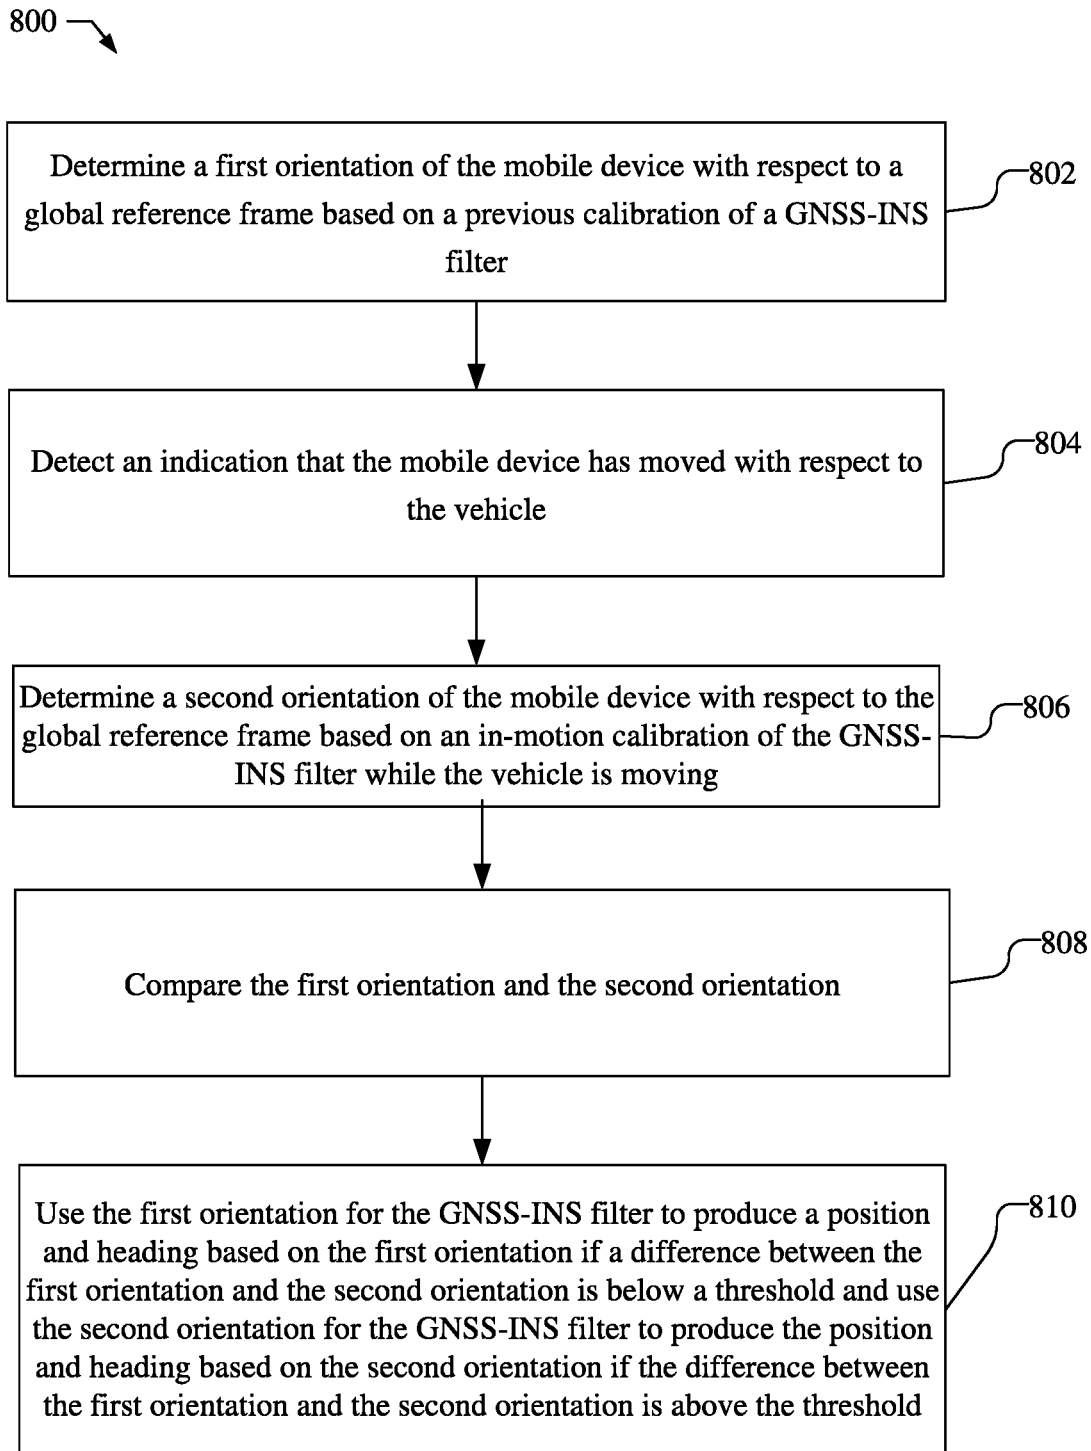 800
Determine a first orientation of the mobile device with respect to a
global reference frame based on a previous calibration of a GNSS-INS
filter
802
Detect an indication that the mobile device has moved with respect to
the vehicle
804
Determine a second orientation of the mobile device with respect to the
global reference frame based on an in-motion calibration of the GNSS-
INS filter while the vehicle is moving
806
Compare the first orientation and the second orientation
808
Use the first orientation for the GNSS-INS filter to produce a position
and heading based on the first orientation if a difference between the
first orientation and the second orientation is below a threshold and use
the second orientation for the GNSS-INS filter to produce the position
and heading based on the second orientation if the difference between
the first orientation and the second orientation is above the threshold
810